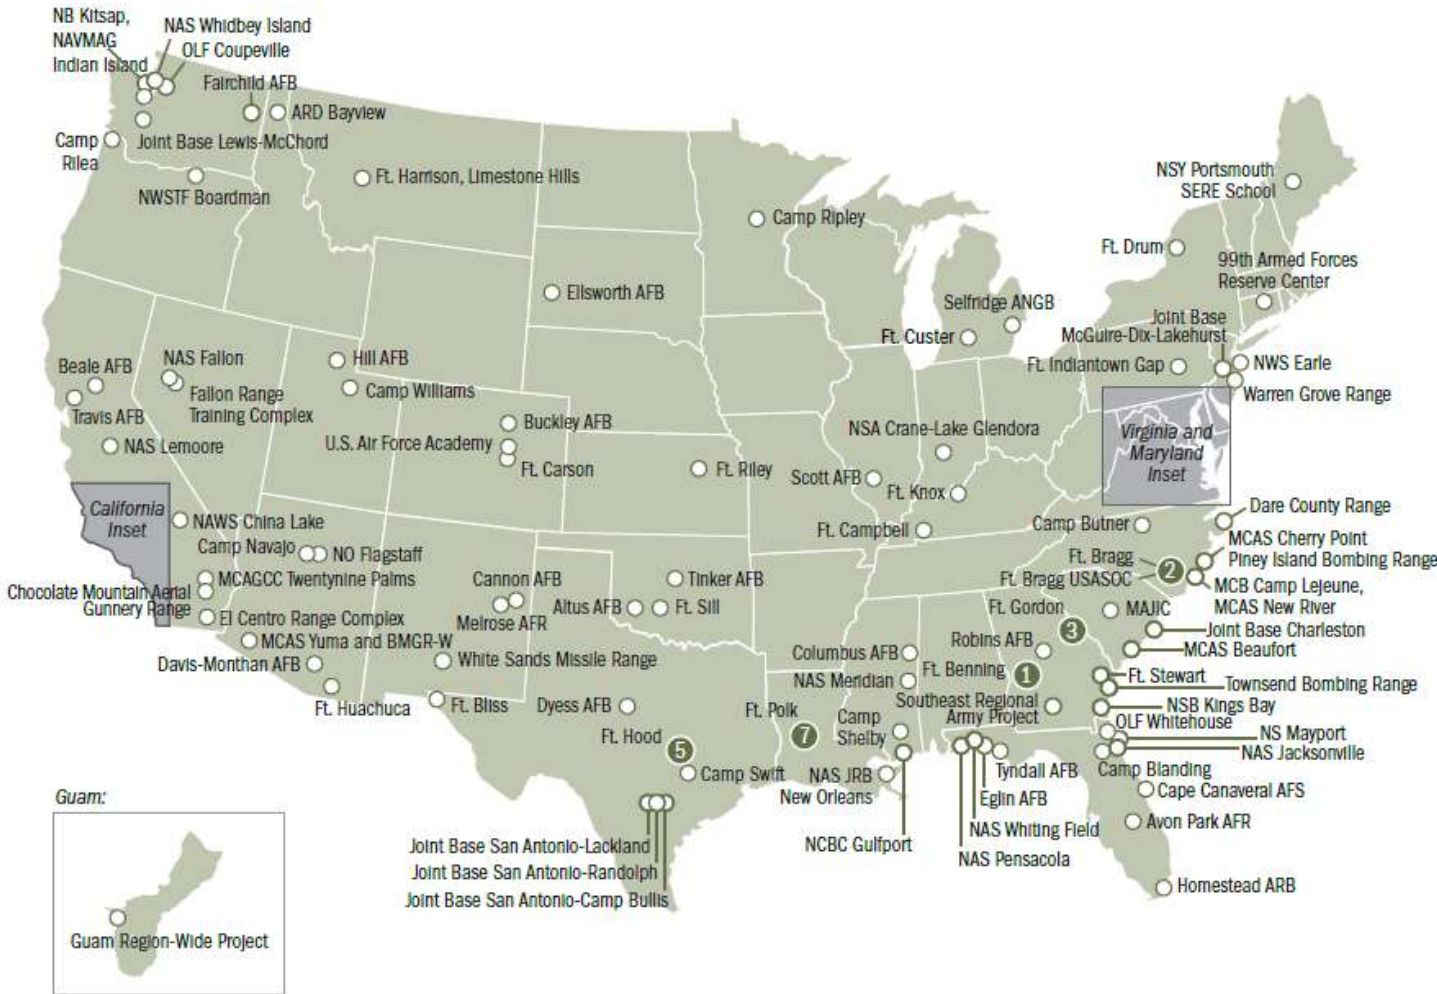 NB Kitsap,
NAVMAG
Indian Island
NAS Whidbey Island
OLF Coupeville
Fairchild AFB
ARD Bayview
Camp
Rilea
Joint Base Lewis-McChord
NWSTF Boardman
Ft. Harrison, Limestone Hills
Camp Ripley
NSY Portsmouth
SERE School
Ft. Drum
99th Armed Forces
Reserve Center
Ellsworth AFB
Selfridge ANGB
Ft. Custer
Joint Base
McGuire-Dix-Lakehurst
Ft. Indiantown Gap
NWS Earle
Warren Grove Range
Beale AFB
Travis AFB
NAS Fallon
Fallon Range
Training Complex
Hill AFB
Camp Williams
NAS Lemoore
Buckley AFB
U.S. Air Force Academy
Ft. Carson
Ft. Riley
NSA Crane-Lake Glendora
Scott AFB
Ft. Knox
Ft. Campbell
Virginia and
Maryland
Inset
California
Inset
NAWS China Lake
Camp Navajo
NO Flagstaff
MCAGCC Twentynine Palms
Chocolate Mountain Aerial
Gunnery Range
El Centro Range Complex
MCAS Yuma and BMGR-W
Davis-Monthan AFB
Ft. Huachuca
Cannon AFB
Melrose AFR
Tinker AFB
Altus AFB
Ft. Sill
White Sands Missile Range
Ft. Bliss
Dyess AFB
Ft. Hood
5
Camp Swift
Joint Base San Antonio-Lackland
Joint Base San Antonio-Randolph
Joint Base San Antonio-Camp Bullis
Ft. Polk
7
Camp
Shelby
NAS JRB
New Orleans
NCBC Gulfport
Columbus AFB
NAS Meridian
Camp Butner
Dare County Range
MCAS Cherry Point
Piney Island Bombing Range
Ft. Bragg
Ft. Bragg USASOC
2
MCB Camp Lejeune,
MCAS New River
Ft. Gordon
3
MAJIC
Joint Base Charleston
MCAS Beaufort
Robins AFB
Ft. Benning
1
Ft. Stewart
Townsend Bombing Range
Southeast Regional
Army Project
NSB Kings Bay
OLF Whitehouse
NS Mayport
NAS Jacksonville
Camp Blanding
Tyndall AFB
Eglin AFB
NAS Whiting Field
NAS Pensacola
Cape Canaveral AFS
Avon Park AFR
Homestead ARB
Guam:
Guam Region-Wide Project